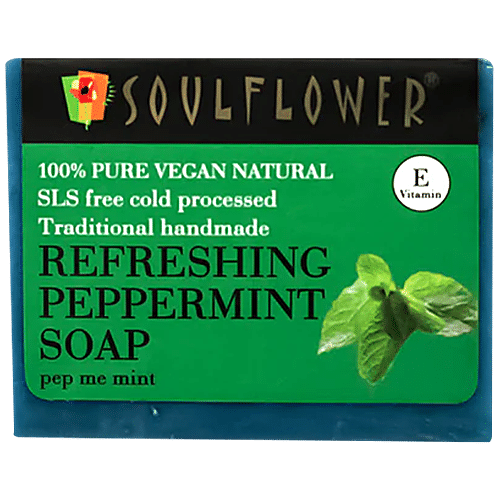 SOULFLOWER®
100% PURE VEGAN NATURAL
SLS free cold processed
Traditional handmade
E
Vitamin
REFRESHING
PEPPERMINT
SOAP
pep me mint